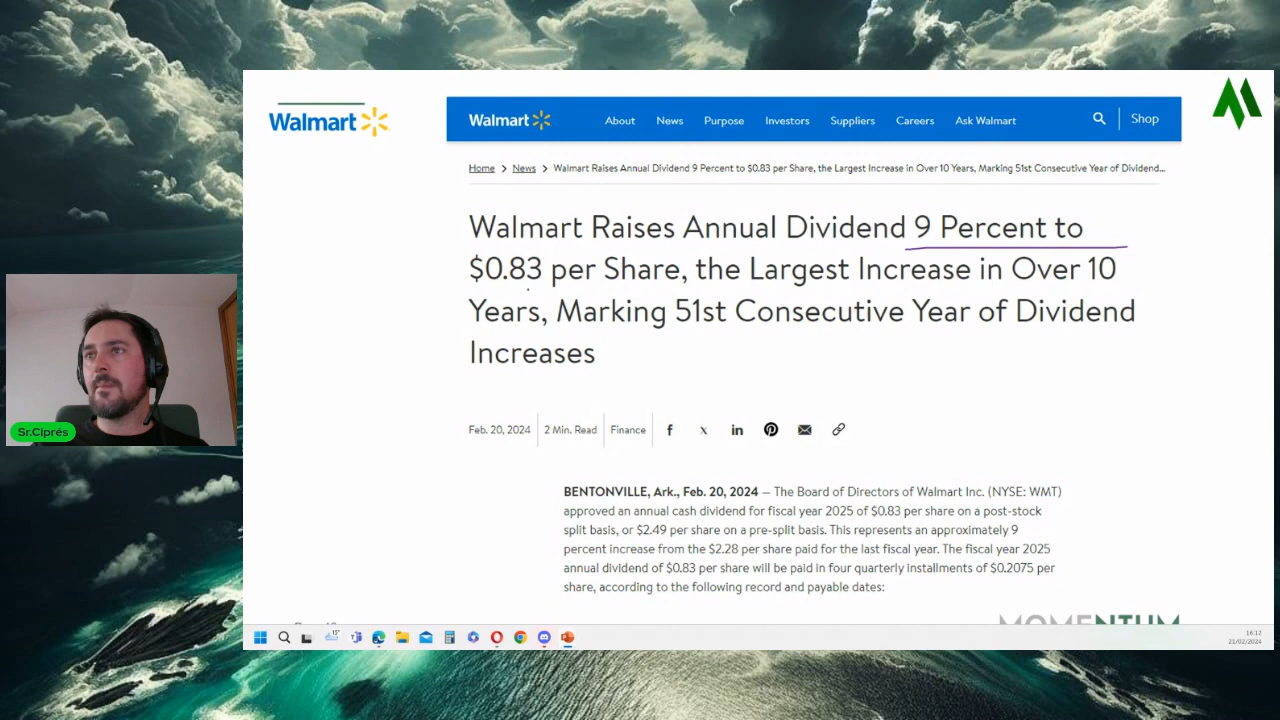 Walmart
Walmart
About
News
Purpose
Investors
Suppliers
Careers
Ask Walmart
Shop
Home > News > Walmart Raises Annual Dividend 9 Percent to $0.83 per Share, the Largest Increase in Over 10 Years, Marking 51st Consecutive Year of Dividend...
Walmart Raises Annual Dividend 9 Percent to
$0.83 per Share, the Largest Increase in Over 10
Years, Marking 51st Consecutive Year of Dividend
Increases
Feb. 20, 2024
2 Min. Read
Finance
BENTONVILLE, Ark., Feb. 20, 2024 — The Board of Directors of Walmart Inc. (NYSE: WMT)
approved an annual cash dividend for fiscal year 2025 of $0.83 per share on a post-stock
split basis, or $2.49 per share on a pre-split basis. This represents an approximately 9
percent increase from the $2.28 per share paid for the last fiscal year. The fiscal year 2025
annual dividend of $0.83 per share will be paid in four quarterly installments of $0.2075 per
share, according to the following record and payable dates:
MOMENTUM
Sr.Ciprés
15°